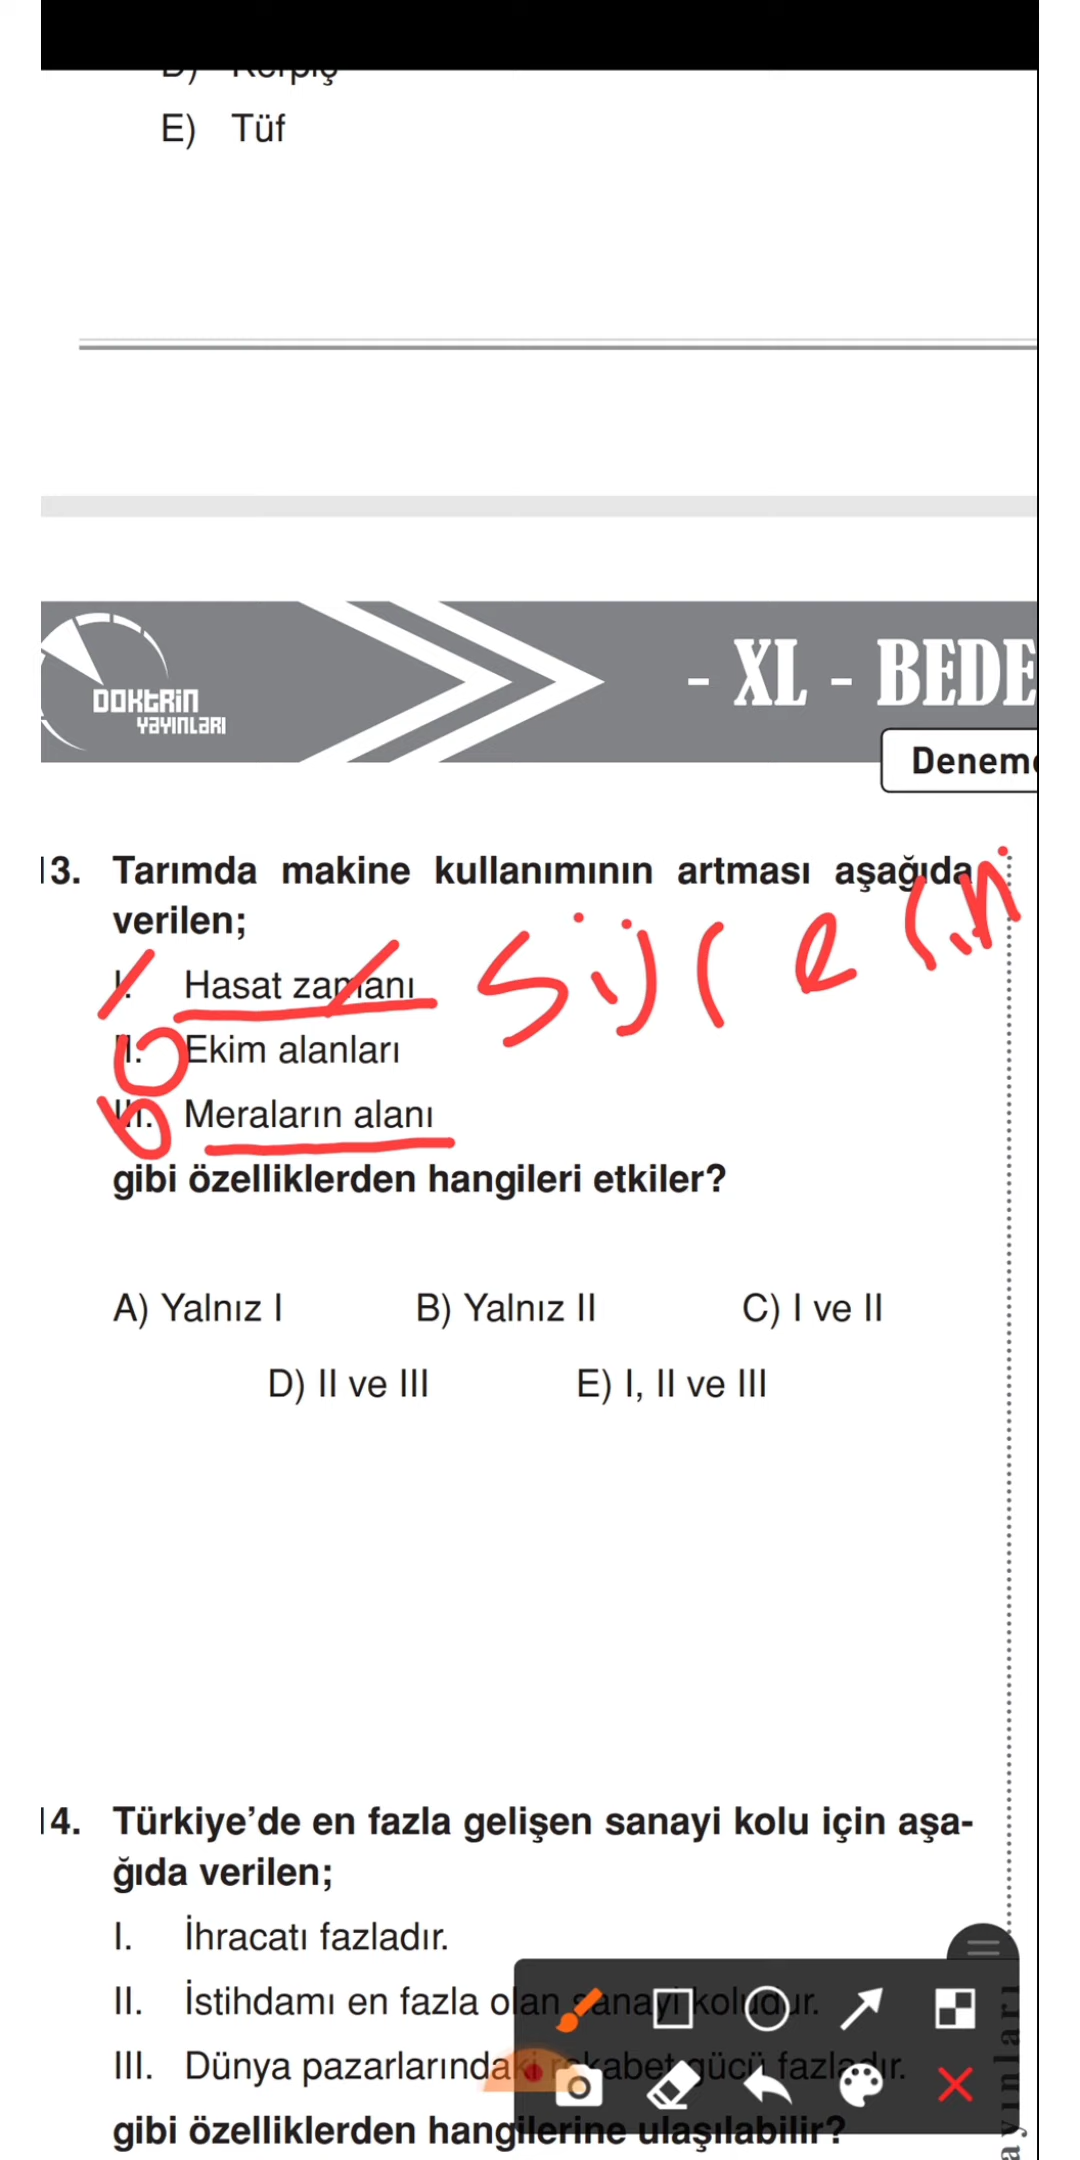 E) Tüf
DOKTRİN
YAYINLARI
- XL - BEDE
Denem
13. Tarımda makine kullanımının artması aşağıda
verilen;
I. Hasat zamanı
süresin
II. Ekim alanları
III. Meraların alanı
gibi özelliklerden hangileri etkiler?
A) Yalnız I B) Yalnız II C) I ve II
D) II ve III E) I, II ve III
14. Türkiye'de en fazla gelişen sanayi kolu için aşa-
ğıda verilen;
I. İhracatı fazladır.
II. İstihdamı en fazla olan sanayi koludur.
III. Dünya pazarlarındaki rekabet gücü fazladır.
gibi özelliklerden hangilerine ulaşılabilir?
ayınları